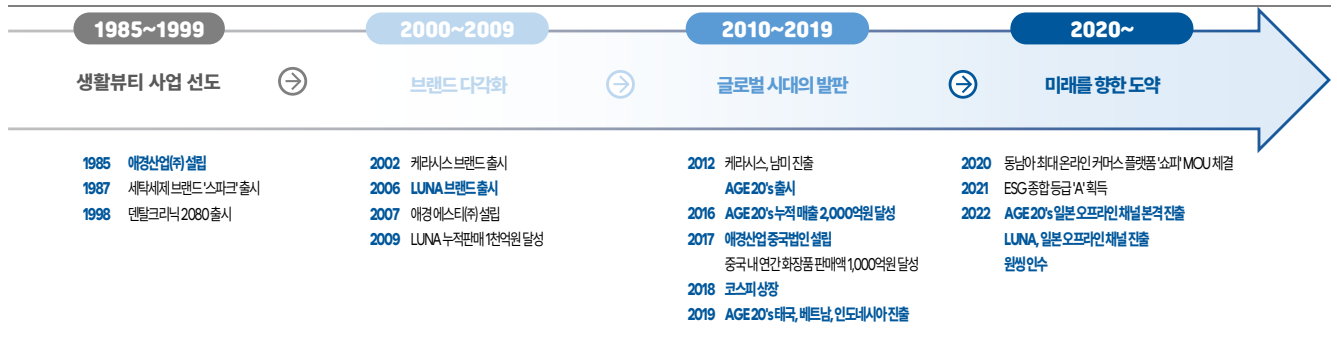 1985~1999
생활뷰티 사업 선도
1985 애경산업(주) 설립
1987 세탁세제 브랜드 '스파크' 출시
1998 덴탈크리닉 2080 출시
2000~2009
브랜드 다각화
2002 케라시스 브랜드 출시
2006 LUNA 브랜드 출시
2007 애경 에스티(주) 설립
2009 LUNA 누적판매 1천억원 달성
2010~2019
글로벌 시대의 발판
2012 케라시스, 남미 진출
AGE 20's 출시
2016 AGE 20's 누적 매출 2,000억원 달성
2017 애경산업 중국법인 설립
중국 내 연간 화장품 판매액 1,000억원 달성
2018 코스피 상장
2019 AGE 20's 태국, 베트남, 인도네시아 진출
2020~
미래를 향한 도약
2020 동남아 최대 온라인 커머스 플랫폼 '쇼피' MOU 체결
2021 ESG 종합 등급 'A' 획득
2022 AGE 20's 일본 오프라인 채널 본격 진출
LUNA, 일본 오프라인 채널 진출
원씽 인수